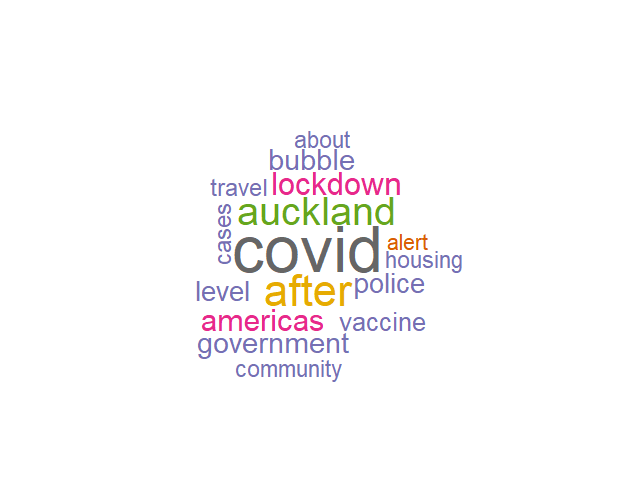 about
bubble
travel lockdown
cases auckland
covid
alert
housing
level after police
americas vaccine
government
community